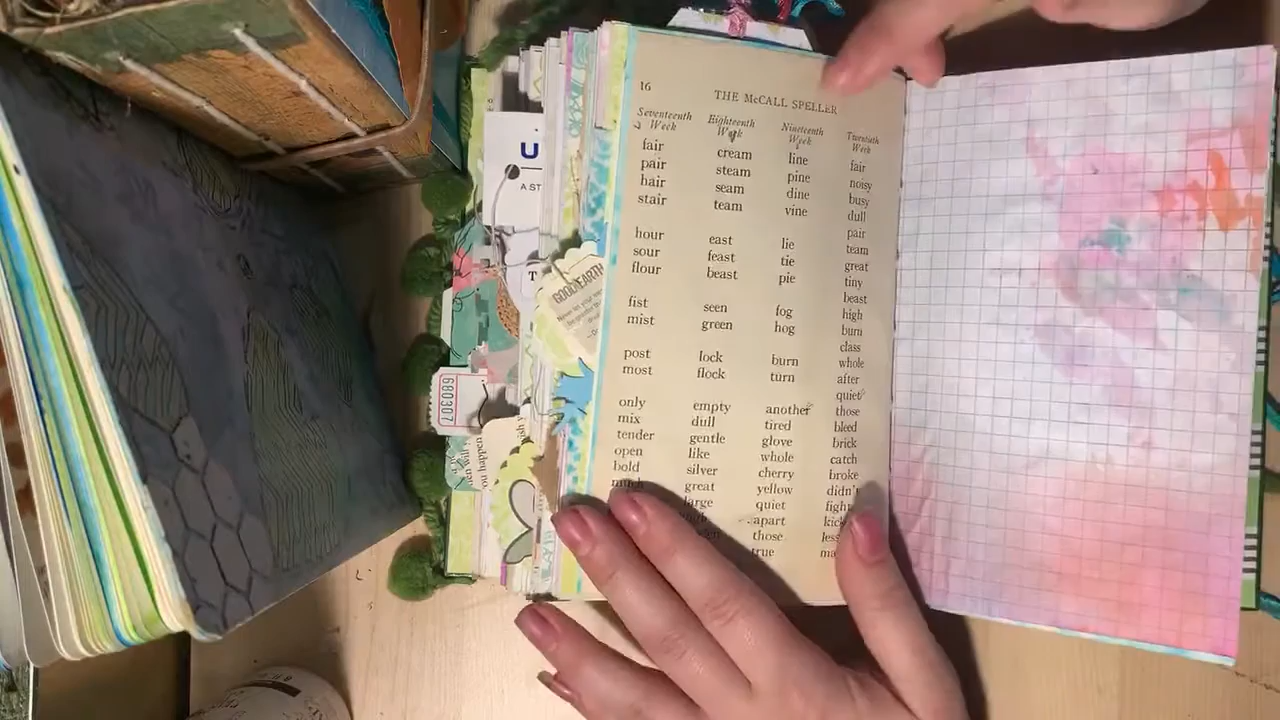 16
THE McCALL SPELLER
Seventeenth Week
fair
pair
hair
stair
hour
sour
flour
fist
mist
post
most
only
mix
tender
open
bold
much
Eighteenth Week
cream
steam
seam
team
east
feast
beast
seen
green
lock
flock
empty
dull
gentle
like
silver
great
large
Nineteenth Week
line
pine
dine
vine
lie
tie
pie
fog
hog
burn
turn
another
tired
glove
whole
cherry
yellow
quiet
apart
those
true
Twentieth Week
fair
noisy
busy
dull
pair
team
great
tiny
beast
high
burn
class
whole
after
quiet
those
bleed
brick
catch
broke
didn't
fight
U
A ST
T
GOOD EARTH
680307